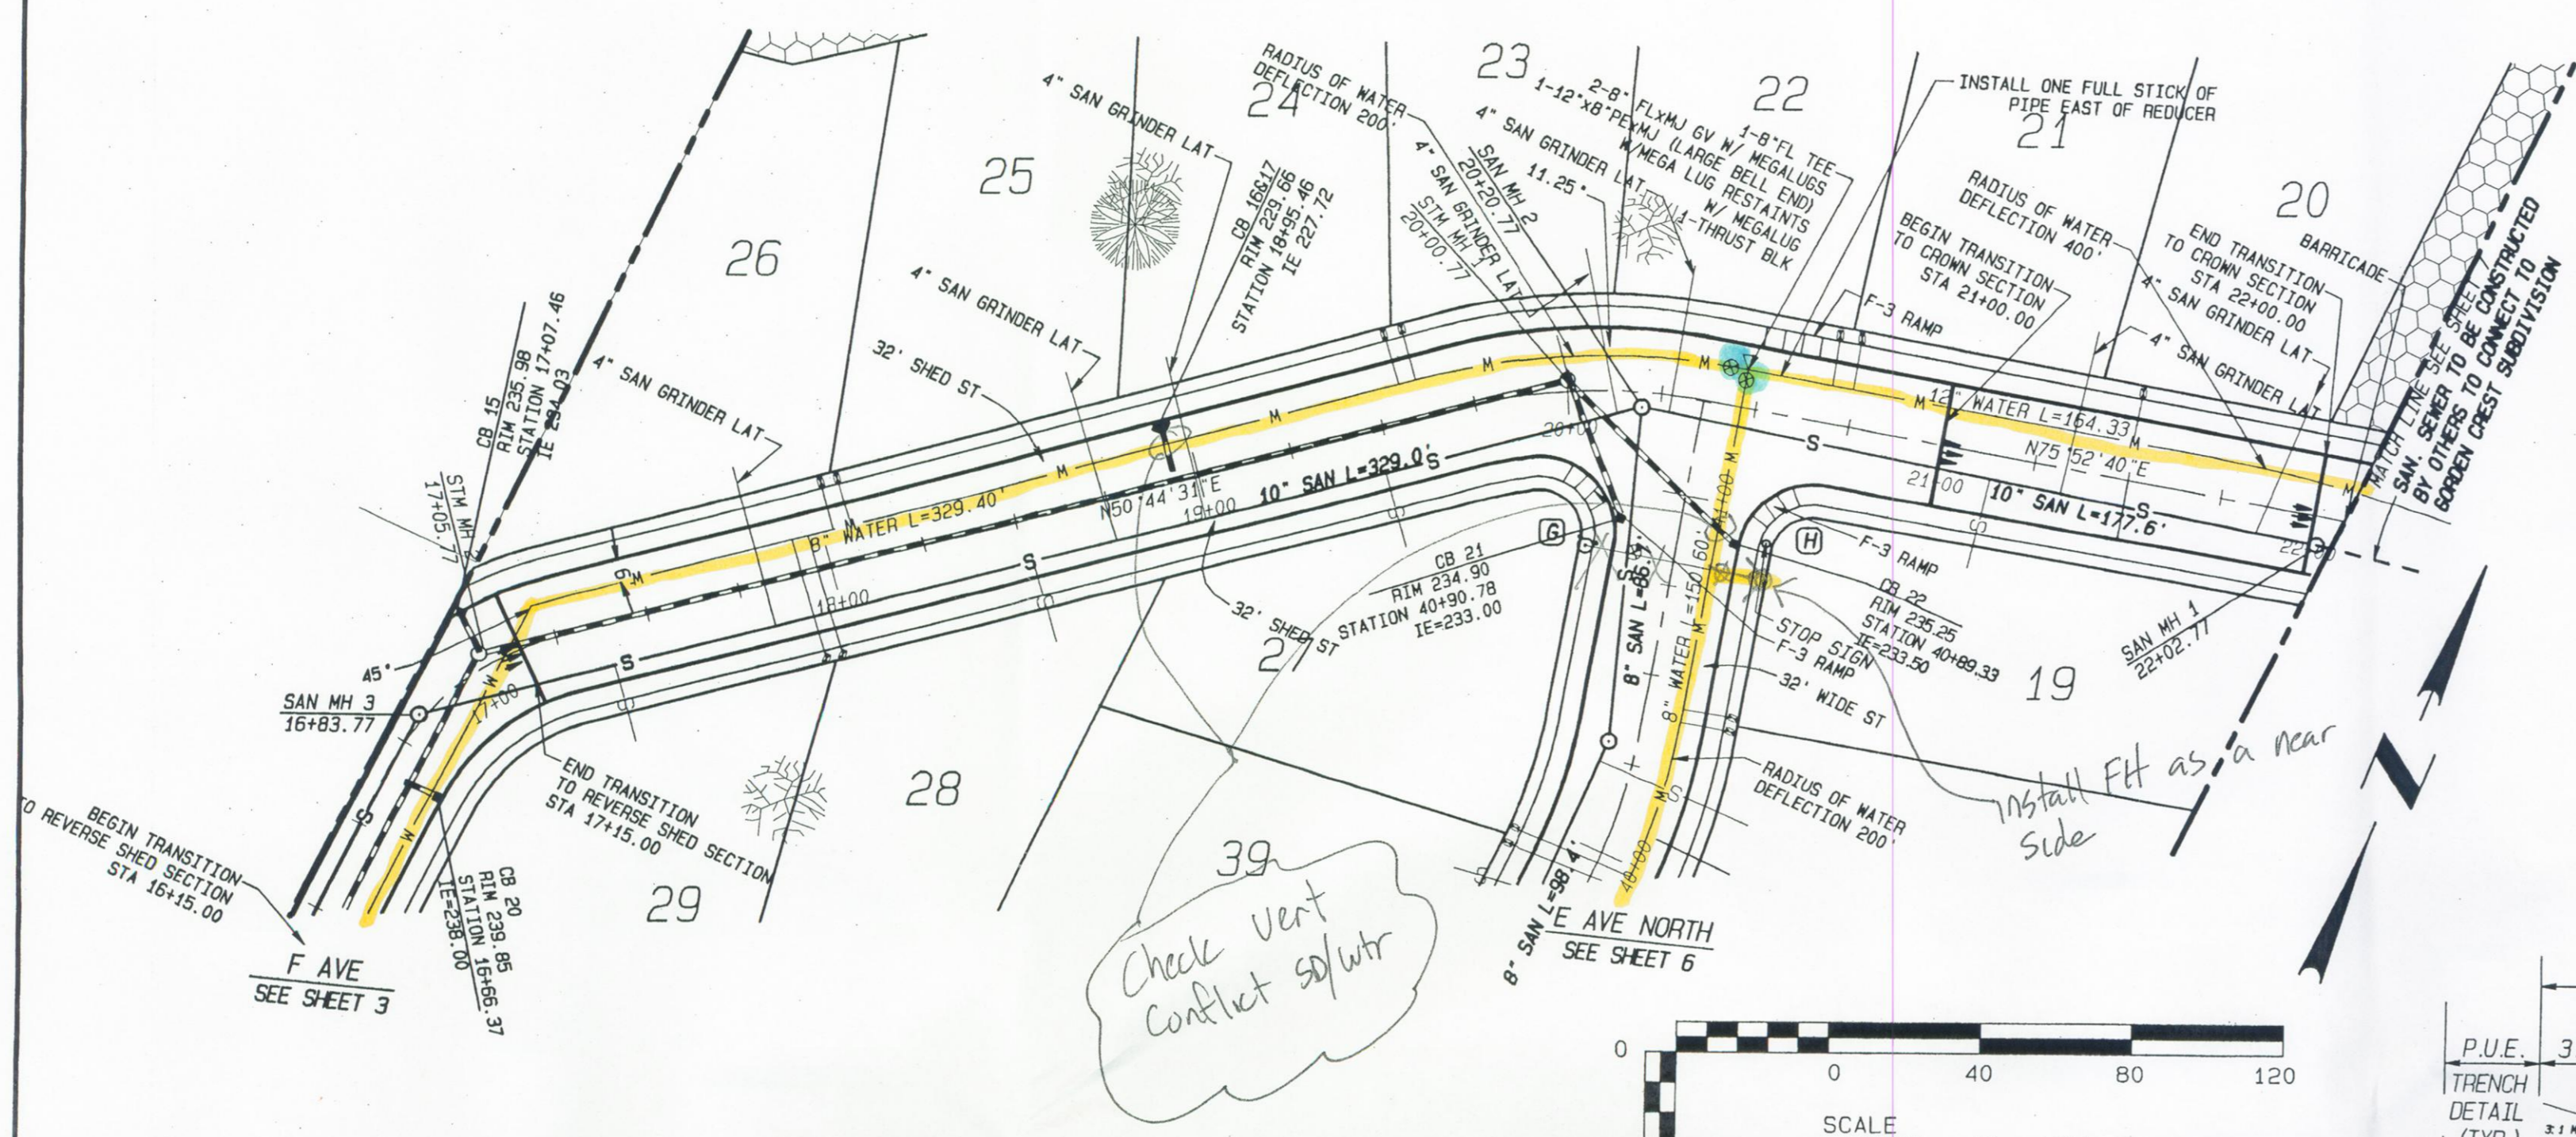 23
22
21
20
24
25
26
27
28
29
39
19
4" SAN GRINDER LAT
RADIUS OF WATER
DEFLECTION 200'
2-8" FLxMJ GV W/ MEGALUGS
1-12"x8"PExMJ (LARGE BELL END)
W/MEGA LUG RESTAINTS
1-8"FL TEE
W/ MEGALUG
1-THRUST BLK
INSTALL ONE FULL STICK OF
PIPE EAST OF REDUCER
4" SAN GRINDER LAT
11.25°
4" SAN GRINDER LAT
SAN MH 2
20+20.77
STM MH 1
20+00.77
CB 16&17
RIM 229.66
STATION 18+95.46
IE 227.72
RADIUS OF WATER
DEFLECTION 400'
BEGIN TRANSITION
TO CROWN SECTION
STA 21+00.00
END TRANSITION
TO CROWN SECTION
STA 22+00.00
BARRICADE
4" SAN GRINDER LAT
4" SAN GRINDER LAT
F-3 RAMP
MATCH LINE SEE SHEET
SAN. SEWER TO BE CONSTRUCTED
BY OTHERS TO CONNECT TO
BORDEN CREST SUBDIVISION
4" SAN GRINDER LAT
32' SHED ST
4" SAN GRINDER LAT
CB 15
RIM 235.98
STATION 17+07.46
IE 234.03
STM MH
17+05.77
45°
SAN MH 3
16+83.77
17+00
18+00
19+00
20+00
21+00
22+00
8" WATER L=329.40'
N50°44'31"E
10" SAN L=329.0'
12" WATER L=164.33
N75°52'40"E
10" SAN L=177.6'
6'
G
H
CB 21
RIM 234.90
STATION 40+90.78
IE=233.00
32' SHED ST
8" SAN L=86.7'
8" WATER L=150.60'
41+00
40+00
F-3 RAMP
CB 22
RIM 235.25
STATION 40+89.33
IE=233.50
STOP SIGN
F-3 RAMP
32' WIDE ST
SAN MH 1
22+02.77
RADIUS OF WATER
DEFLECTION 200'
Install FH as a near
side
END TRANSITION
TO REVERSE SHED SECTION
STA 17+15.00
BEGIN TRANSITION
TO REVERSE SHED SECTION
STA 16+15.00
CB 20
RIM 239.85
STATION 16+66.37
IE=238.00
F AVE
SEE SHEET 3
Check vert
conflict SD/wtr
8" SAN L=98.4'
E AVE NORTH
SEE SHEET 6
N
0
0 40 80 120
SCALE
P.U.E. 3
TRENCH
DETAIL
(TYP.)